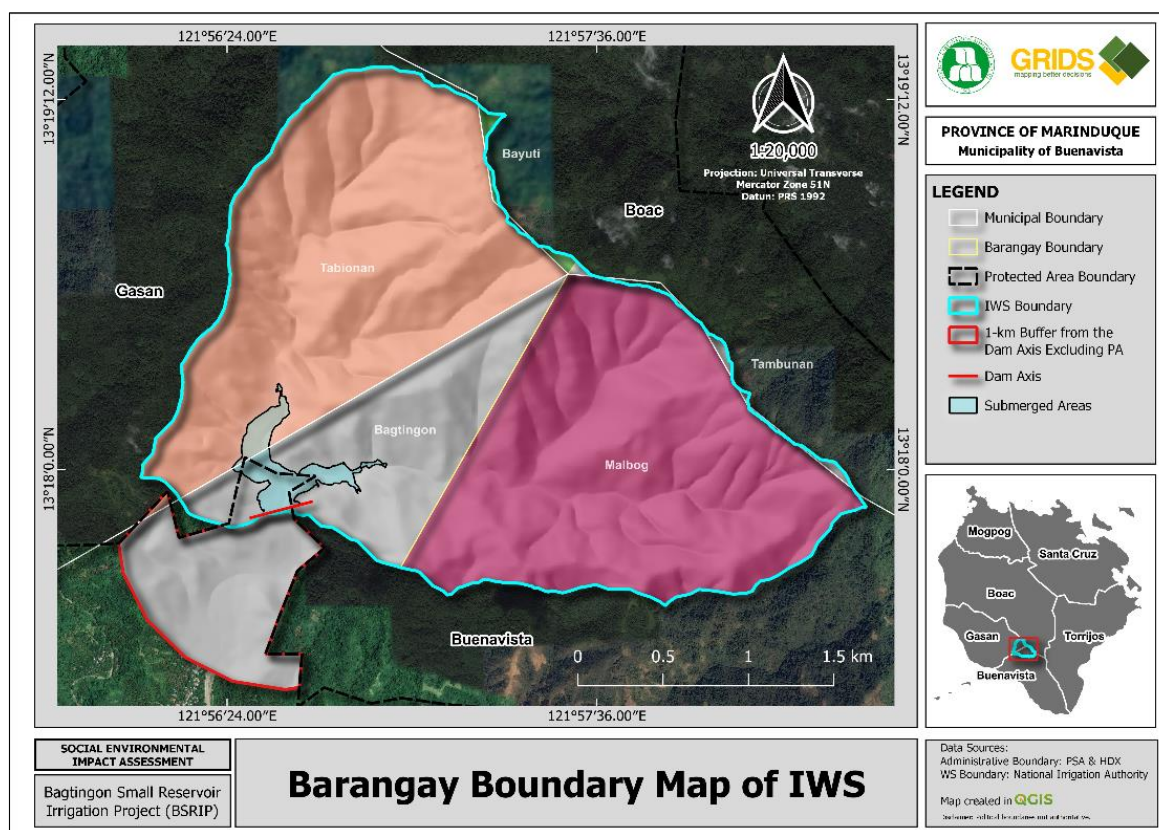 121°56′24.00″E
121°57′36.00″E
13°19′12.00″N
13°19′12.00″N
Bayuti
1:20,000
Projection: Universal Transverse
Mercator Zone 51N
Datun: PRS 1992
Boac
Tabionan
Gasan
Tambunan
Bagtingon
Malbog
13°18′0.00″N
13°18′0.00″N
Buenavista
0 0.5 1 1.5 km
121°56′24.00″E
121°57′36.00″E
GRIDS
mapping better decisions
PROVINCE OF MARINDUQUE
Municipality of Buenavista
LEGEND
Municipal Boundary
Barangay Boundary
Protected Area Boundary
IWS Boundary
1-km Buffer from the
Dam Axis Excluding PA
Dam Axis
Submerged Areas
Mogpog
Santa Cruz
Boac
Gasan
Torrijos
Buenavista
SOCIAL ENVIRONMENTAL
IMPACT ASSESSMENT
Bagtingon Small Reservoir
Irrigation Project (BSRIP)
Barangay Boundary Map of IWS
Data Sources:
Administrative Boundary: PSA & HDX
WS Boundary: National Irrigation Authority
Map created in QGIS
Disclaimer: political boundaries not authoritative.